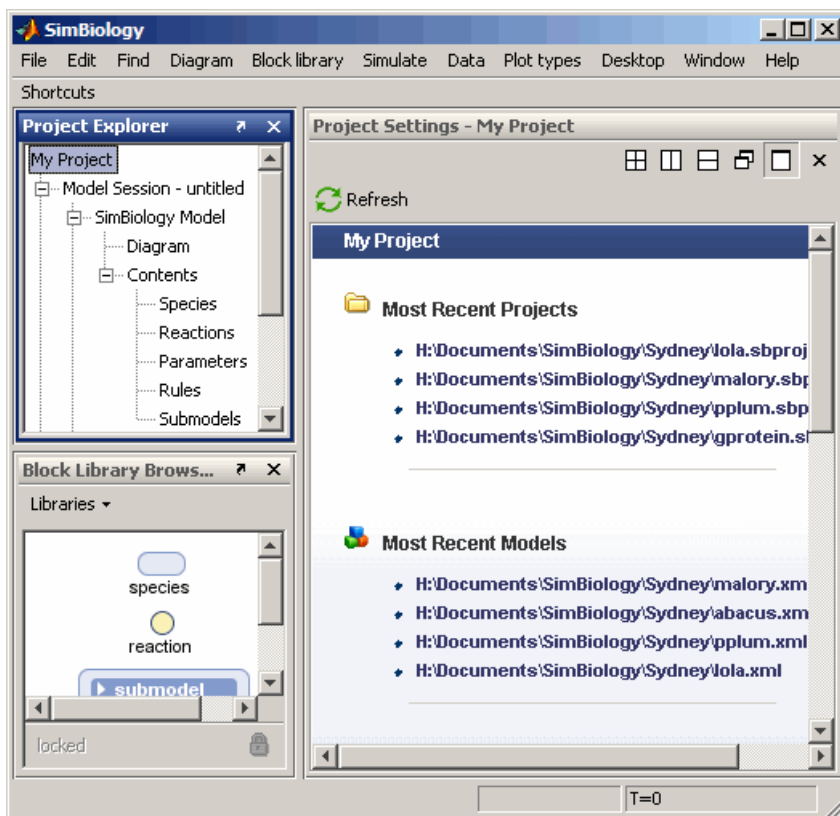 SimBiology
File Edit Find Diagram Block library Simulate Data Plot types Desktop Window Help
Shortcuts
Project Explorer
My Project
Model Session - untitled
SimBiology Model
Diagram
Contents
Species
Reactions
Parameters
Rules
Submodels
Block Library Brows...
Libraries
species
reaction
submodel
locked
Project Settings - My Project
Refresh
My Project
Most Recent Projects
H:\Documents\SimBiology\Sydney\lola.sbproj
H:\Documents\SimBiology\Sydney\malory.sbp
H:\Documents\SimBiology\Sydney\pplum.sbp
H:\Documents\SimBiology\Sydney\gprotein.sl
Most Recent Models
H:\Documents\SimBiology\Sydney\malory.xm
H:\Documents\SimBiology\Sydney\abacus.xm
H:\Documents\SimBiology\Sydney\pplum.xml
H:\Documents\SimBiology\Sydney\lola.xml
T=0